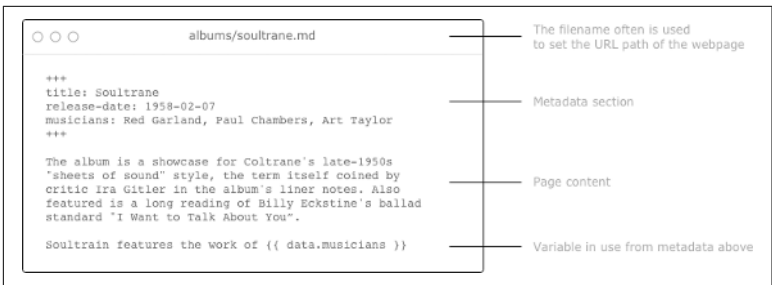 albums/soultrane.md
The filename often is used
to set the URL path of the webpage
+++
title: Soultrane
release-date: 1958-02-07
musicians: Red Garland, Paul Chambers, Art Taylor
+++
Metadata section
The album is a showcase for Coltrane's late-1950s
"sheets of sound" style, the term itself coined by
critic Ira Gitler in the album's liner notes. Also
featured is a long reading of Billy Eckstine's ballad
standard "I Want to Talk About You".
Page content
Soultrain features the work of {{ data.musicians }}
Variable in use from metadata above